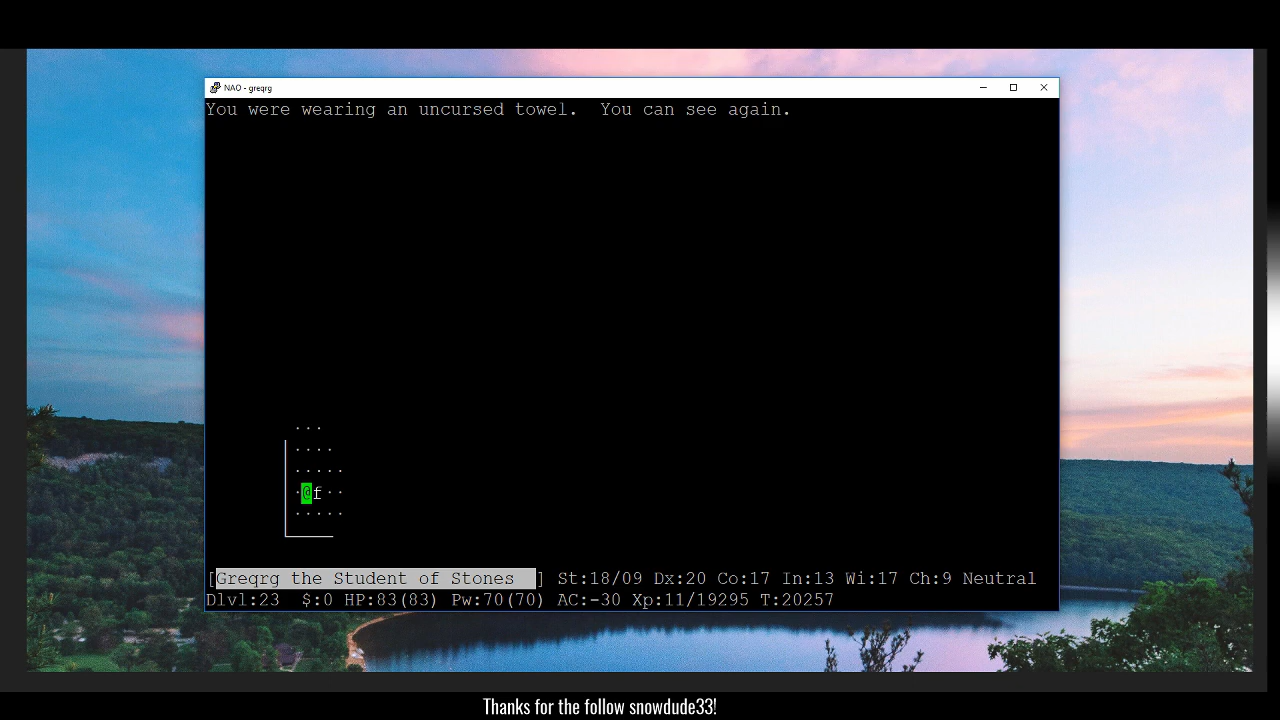 NAO - greqrg
You were wearing an uncursed towel. You can see again.
. . .
. . . .
. . . . .
. @ f . .
. . . . .
[Greqrg the Student of Stones ] St:18/09 Dx:20 Co:17 In:13 Wi:17 Ch:9 Neutral
Dlvl:23 $:0 HP:83(83) Pw:70(70) AC:-30 Xp:11/19295 T:20257
Thanks for the follow snowdude33!